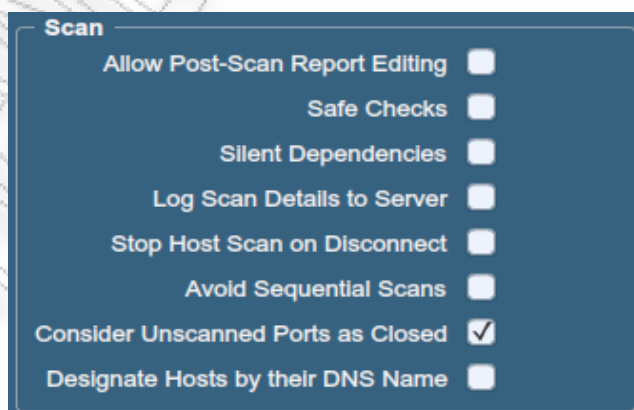 Scan
Allow Post-Scan Report Editing
Safe Checks
Silent Dependencies
Log Scan Details to Server
Stop Host Scan on Disconnect
Avoid Sequential Scans
Consider Unscanned Ports as Closed
Designate Hosts by their DNS Name